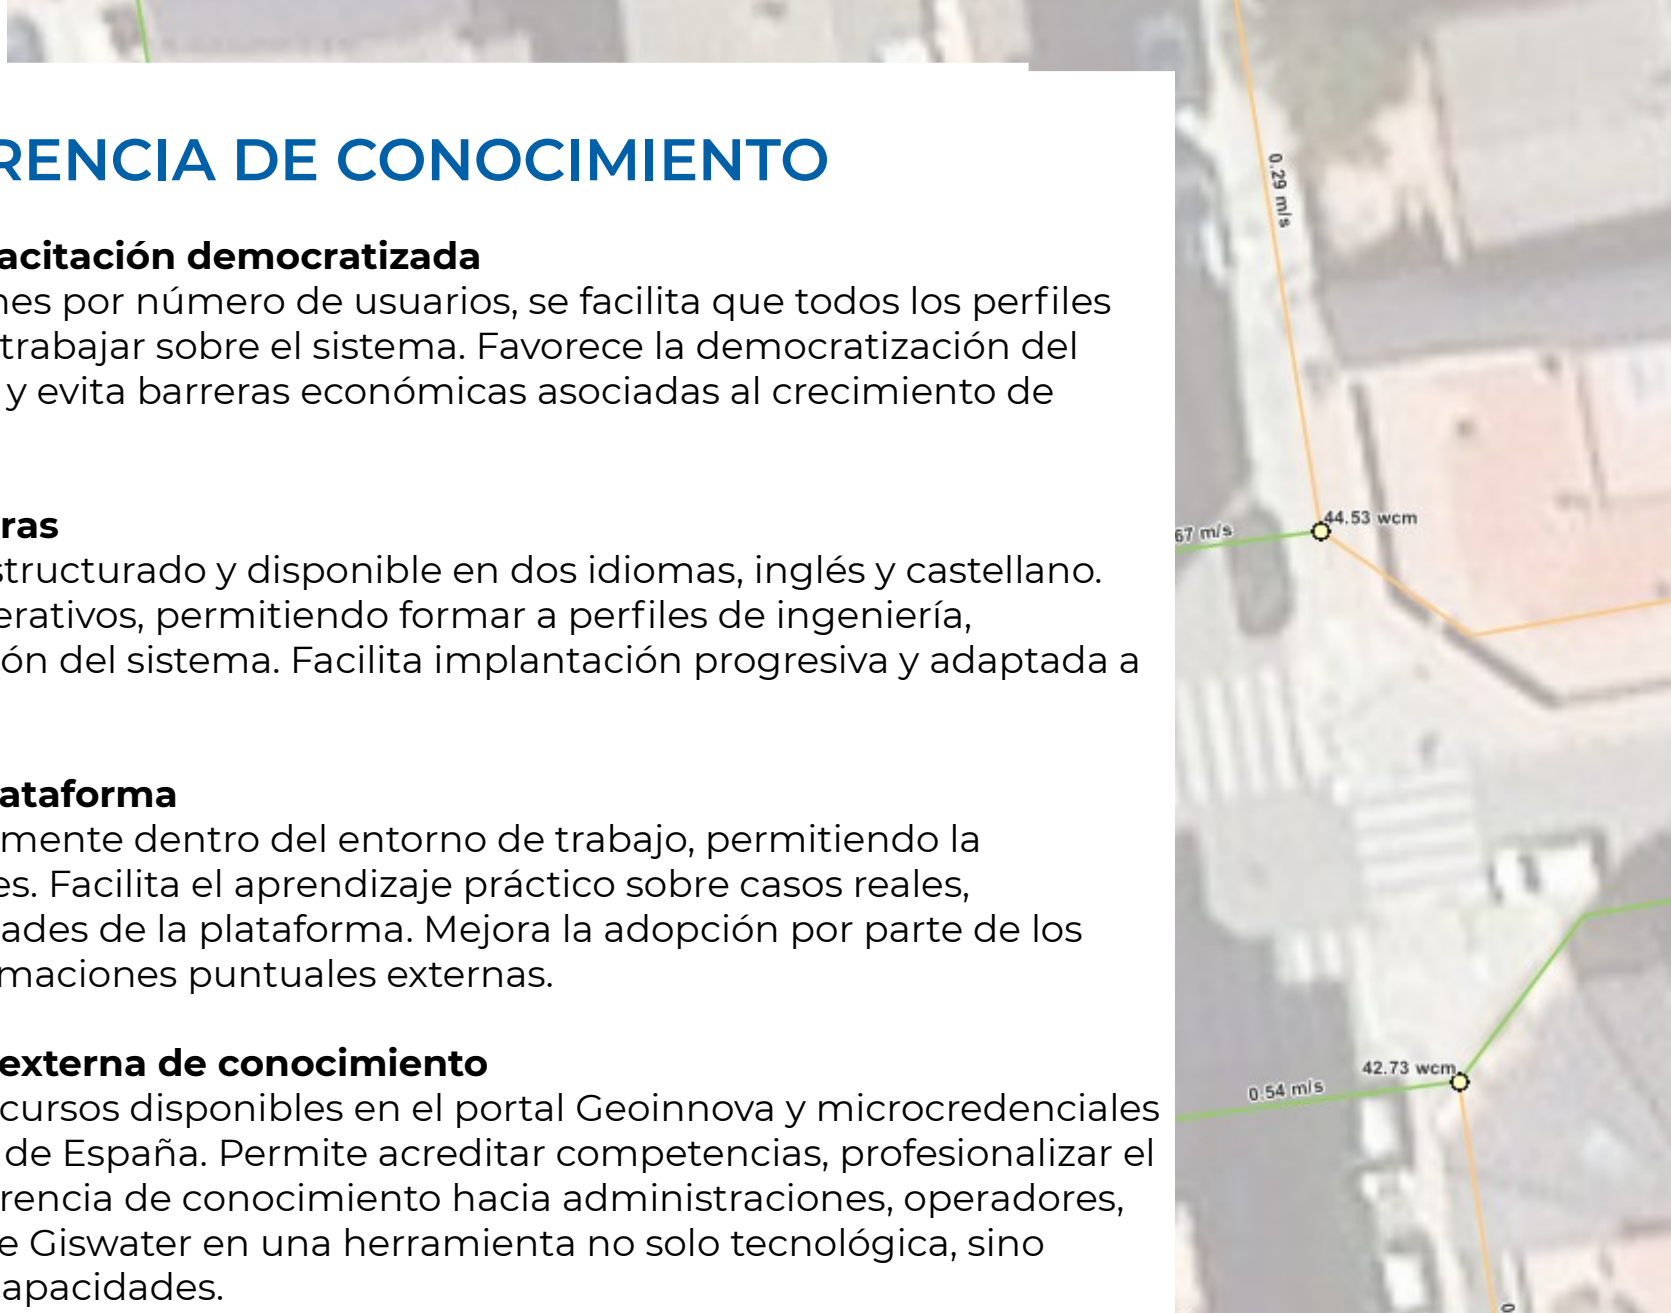 RENCIA DE CONOCIMIENTO
acitación democratizada
nes por número de usuarios, se facilita que todos los perfiles
trabajar sobre el sistema. Favorece la democratización del
y evita barreras económicas asociadas al crecimiento de
ras
structurado y disponible en dos idiomas, inglés y castellano.
erativos, permitiendo formar a perfiles de ingeniería,
ón del sistema. Facilita implantación progresiva y adaptada a
ataforma
mente dentro del entorno de trabajo, permitiendo la
es. Facilita el aprendizaje práctico sobre casos reales,
ades de la plataforma. Mejora la adopción por parte de los
maciones puntuales externas.
externa de conocimiento
cursos disponibles en el portal Geoinnova y microcredenciales
de España. Permite acreditar competencias, profesionalizar el
rencia de conocimiento hacia administraciones, operadores,
e Giswater en una herramienta no solo tecnológica, sino
apacidades.
0.29 m/s
44.53 wcm
67 m/s
42.73 wcm
0.54 m/s
0